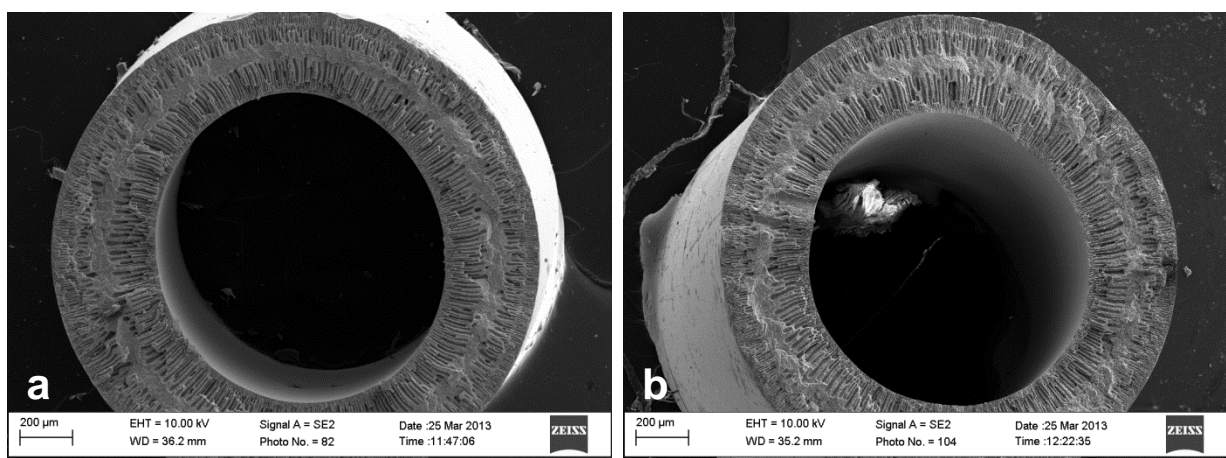 a
200 µm
EHT = 10.00 kV
WD = 36.2 mm
Signal A = SE2
Photo No. = 82
Date :25 Mar 2013
Time :11:47:06
ZEISS
b
200 µm
EHT = 10.00 kV
WD = 35.2 mm
Signal A = SE2
Photo No. = 104
Date :25 Mar 2013
Time :12:22:35
ZEISS